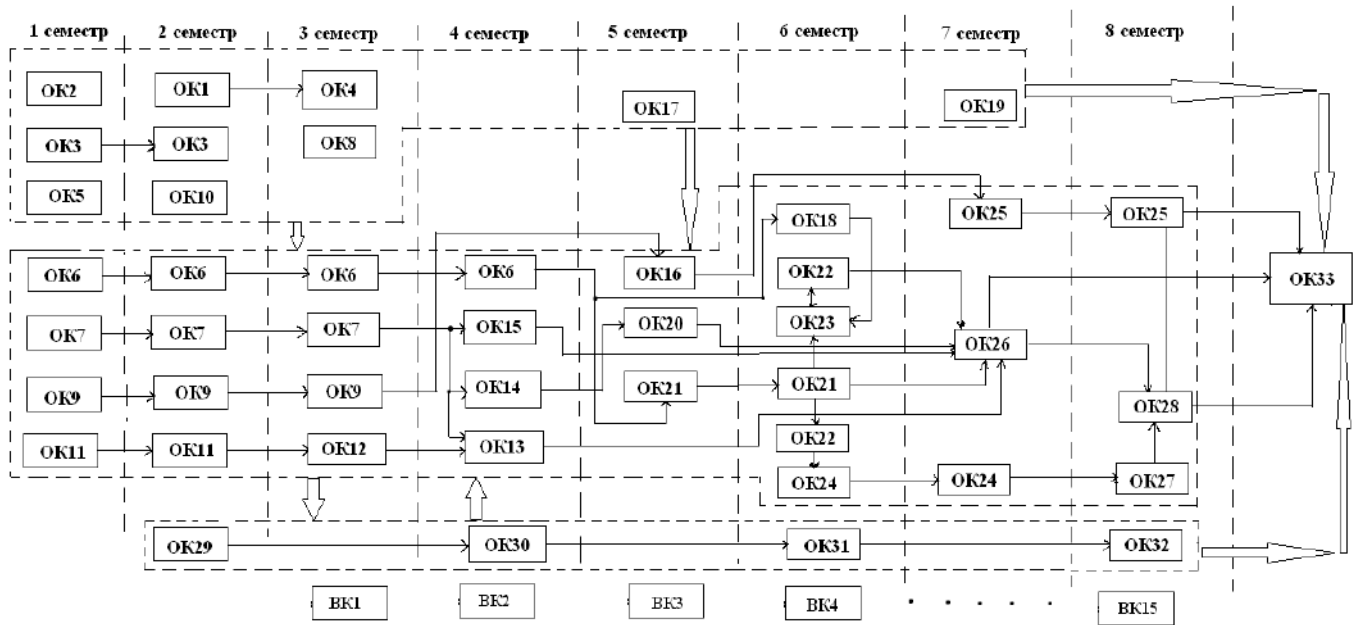 1 семестр 2 семестр 3 семестр 4 семестр 5 семестр 6 семестр 7 семестр 8 семестр
ОК2 ОК1 ОК4 ОК17 ОК19
ОК3 ОК3 ОК8
ОК5 ОК10 ОК18 ОК25 ОК25
ОК6 ОК6 ОК6 ОК6 ОК16 ОК22 ОК33
ОК7 ОК7 ОК7 ОК15 ОК20 ОК23 ОК26
ОК9 ОК9 ОК9 ОК14 ОК21 ОК21 ОК28
ОК11 ОК11 ОК12 ОК13 ОК22
ОК24 ОК24 ОК27
ОК29 ОК30 ОК31 ОК32
ВК1 ВК2 ВК3 ВК4 . . . . . ВК15